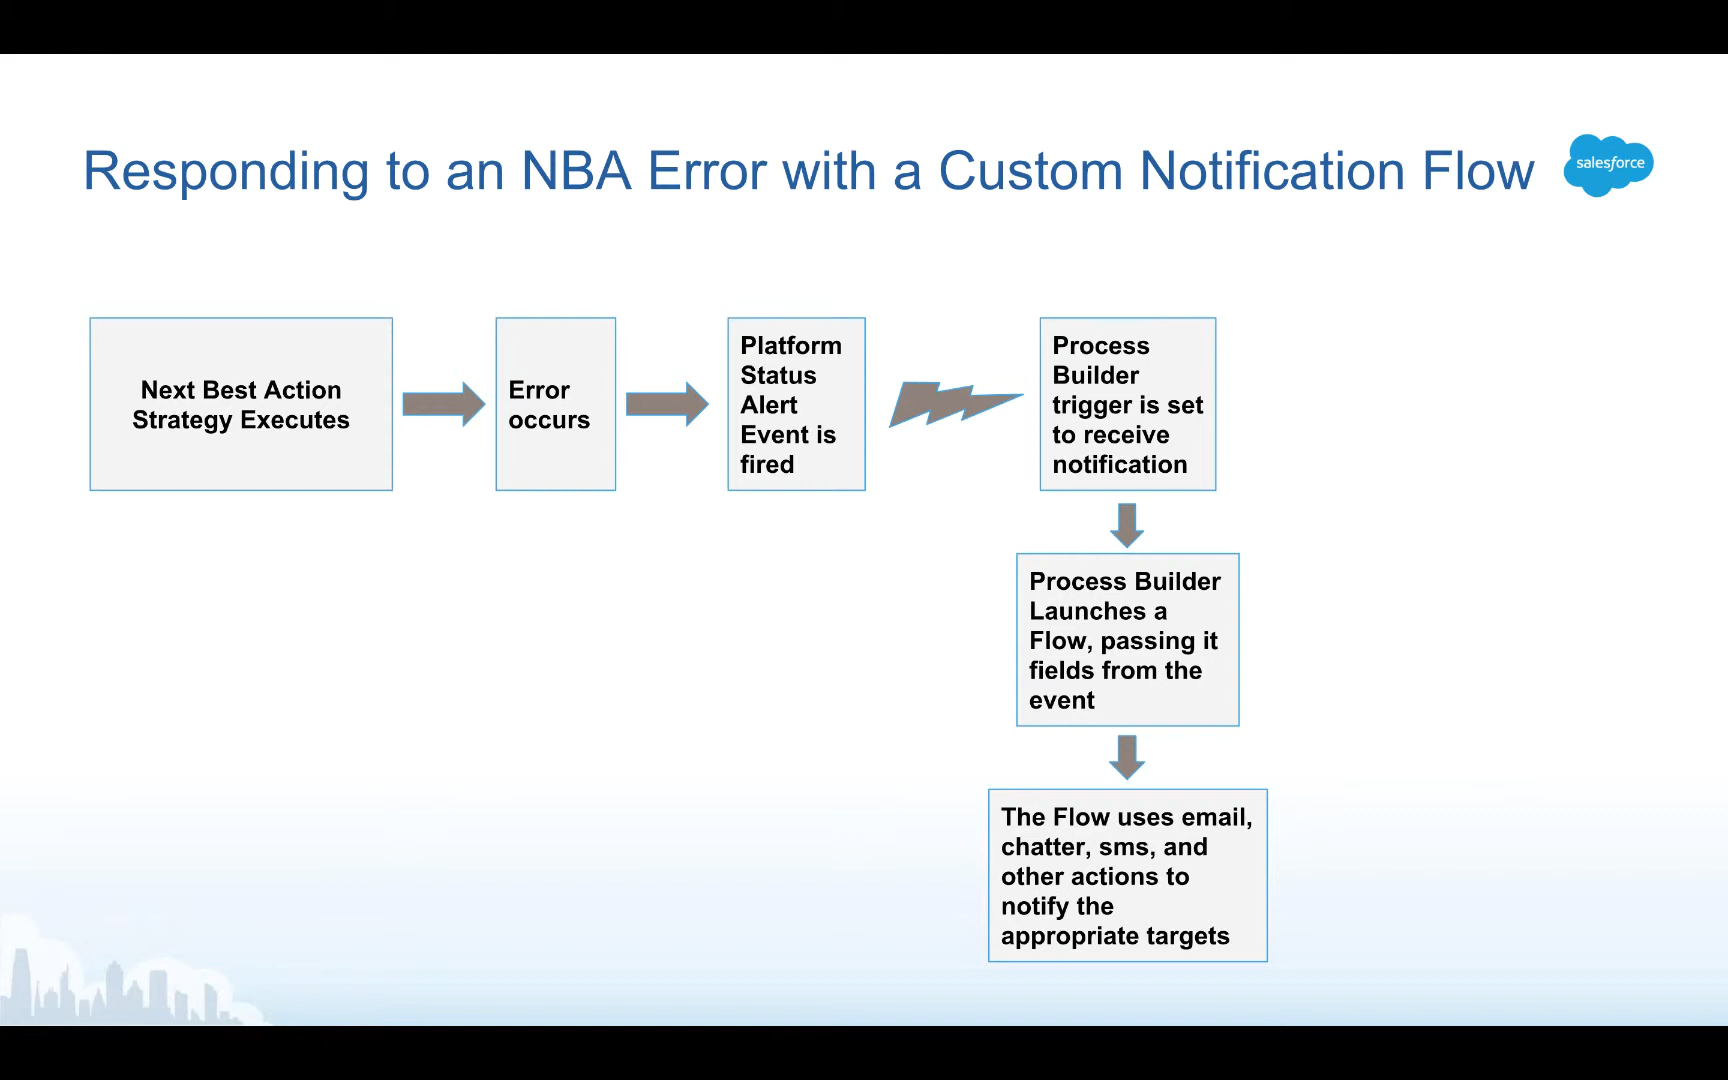 Responding to an NBA Error with a Custom Notification Flow
salesforce
Next Best Action
Strategy Executes
Error
occurs
Platform
Status
Alert
Event is
fired
Process
Builder
trigger is set
to receive
notification
Process Builder
Launches a
Flow, passing it
fields from the
event
The Flow uses email,
chatter, sms, and
other actions to
notify the
appropriate targets